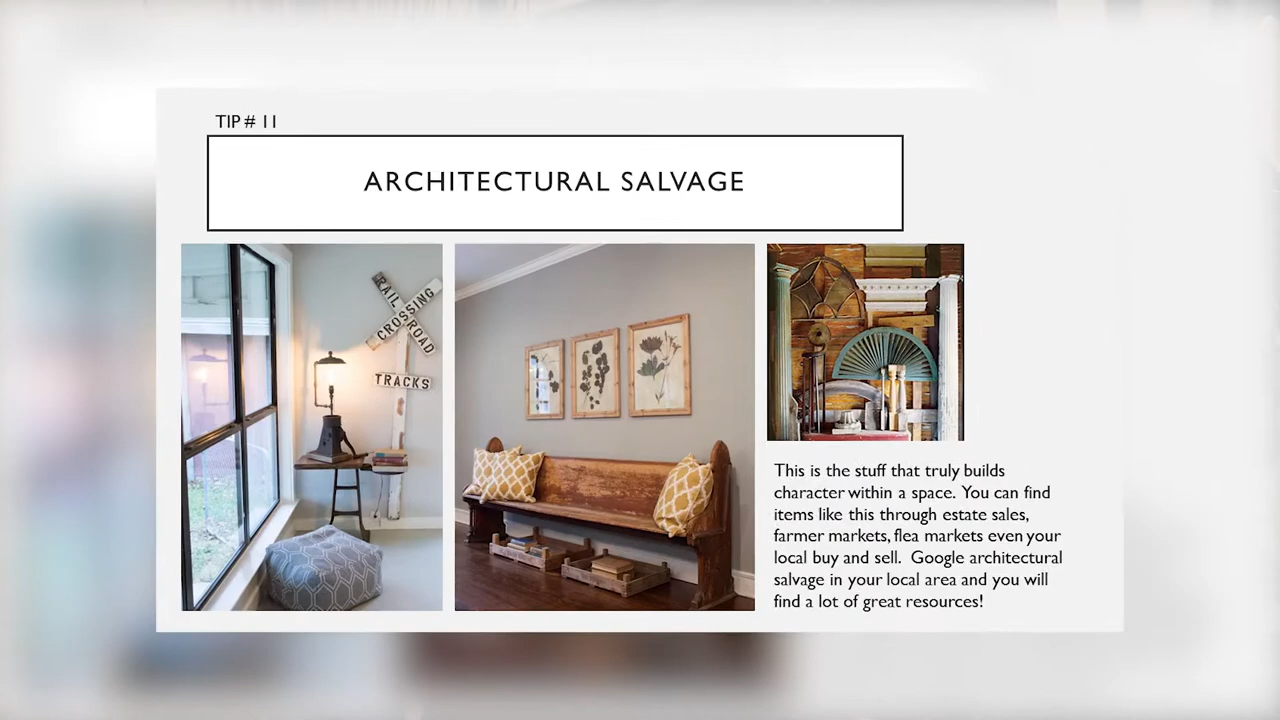 TIP # 11
ARCHITECTURAL SALVAGE
RAIL
CROSSING
ROAD
TRACKS
This is the stuff that truly builds
character within a space. You can find
items like this through estate sales,
farmer markets, flea markets even your
local buy and sell.  Google architectural
salvage in your local area and you will
find a lot of great resources!